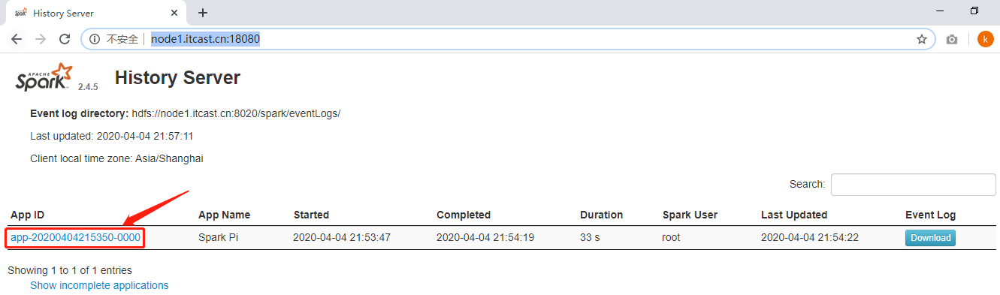 History Server
不安全 node1.itcast.cn:18080
k
APACHE
Spark 2.4.5 History Server
Event log directory: hdfs://node1.itcast.cn:8020/spark/eventLogs/
Last updated: 2020-04-04 21:57:11
Client local time zone: Asia/Shanghai
Search:
App ID App Name Started Completed Duration Spark User Last Updated Event Log
app-20200404215350-0000 Spark Pi 2020-04-04 21:53:47 2020-04-04 21:54:19 33 s root 2020-04-04 21:54:22 Download
Showing 1 to 1 of 1 entries
Show incomplete applications